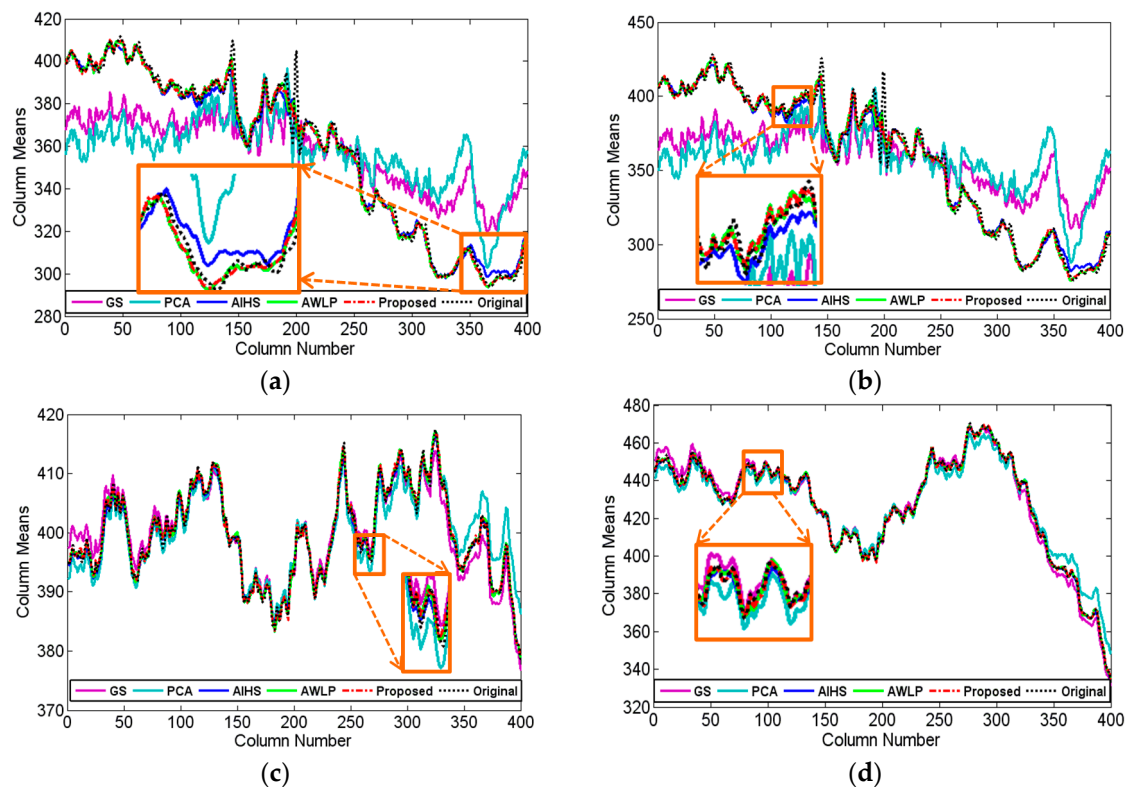 420
400
380
360
340
320
300
280
Column Means
GS PCA AIHS AWLP Proposed Original
0 50 100 150 200 250 300 350 400
Column Number
(a)
450
400
350
300
250
Column Means
GS PCA AIHS AWLP Proposed Original
0 50 100 150 200 250 300 350 400
Column Number
(b)
420
410
400
390
380
370
Column Means
GS PCA AIHS AWLP Proposed Original
0 50 100 150 200 250 300 350 400
Column Number
(c)
480
460
440
420
400
380
360
340
320
Column Means
GS PCA AIHS AWLP Proposed Original
0 50 100 150 200 250 300 350 400
Column Number
(d)